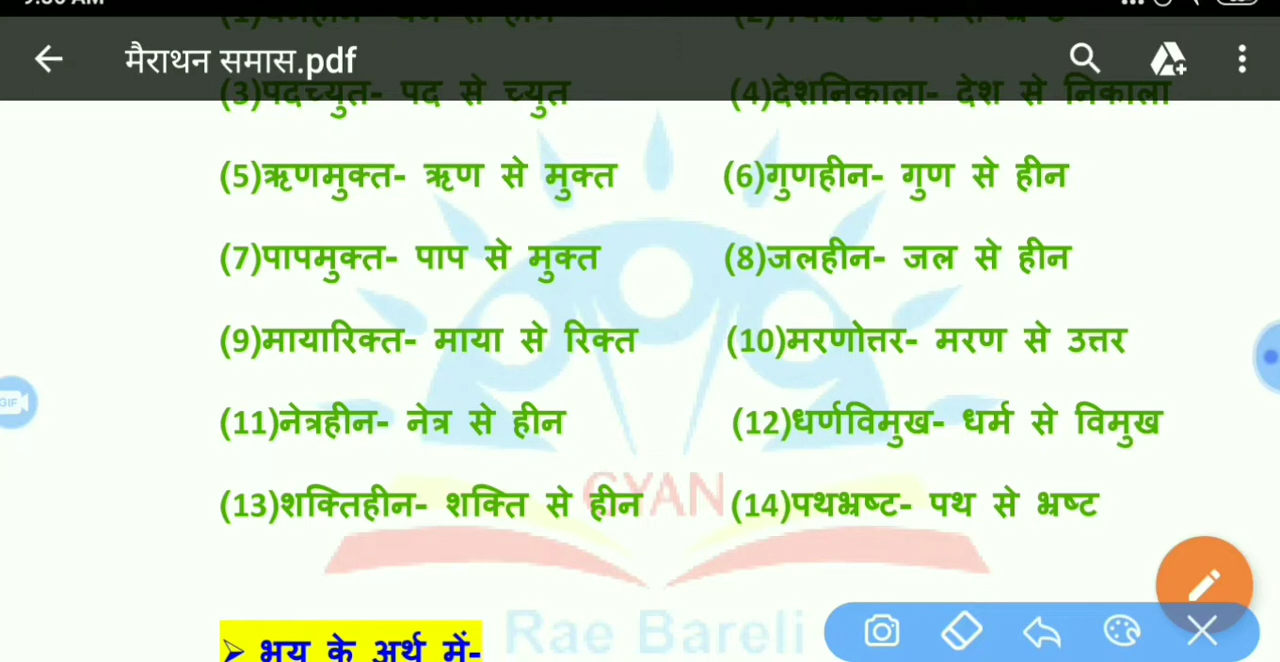 मैराथन समास.pdf
(3)पदच्युत- पद से च्युत (4)देशनिकाला- देश से निकाला
(5)ऋणमुक्त- ऋण से मुक्त (6)गुणहीन- गुण से हीन
(7)पापमुक्त- पाप से मुक्त (8)जलहीन- जल से हीन
(9)मायारिक्त- माया से रिक्त (10)मरणोत्तर- मरण से उत्तर
(11)नेत्रहीन- नेत्र से हीन (12)धर्णविमुख- धर्म से विमुख
(13)शक्तिहीन- शक्ति से हीन (14)पथभ्रष्ट- पथ से भ्रष्ट
GYAN
Rae Bareli
➢ भय के अर्थ में-
GIF